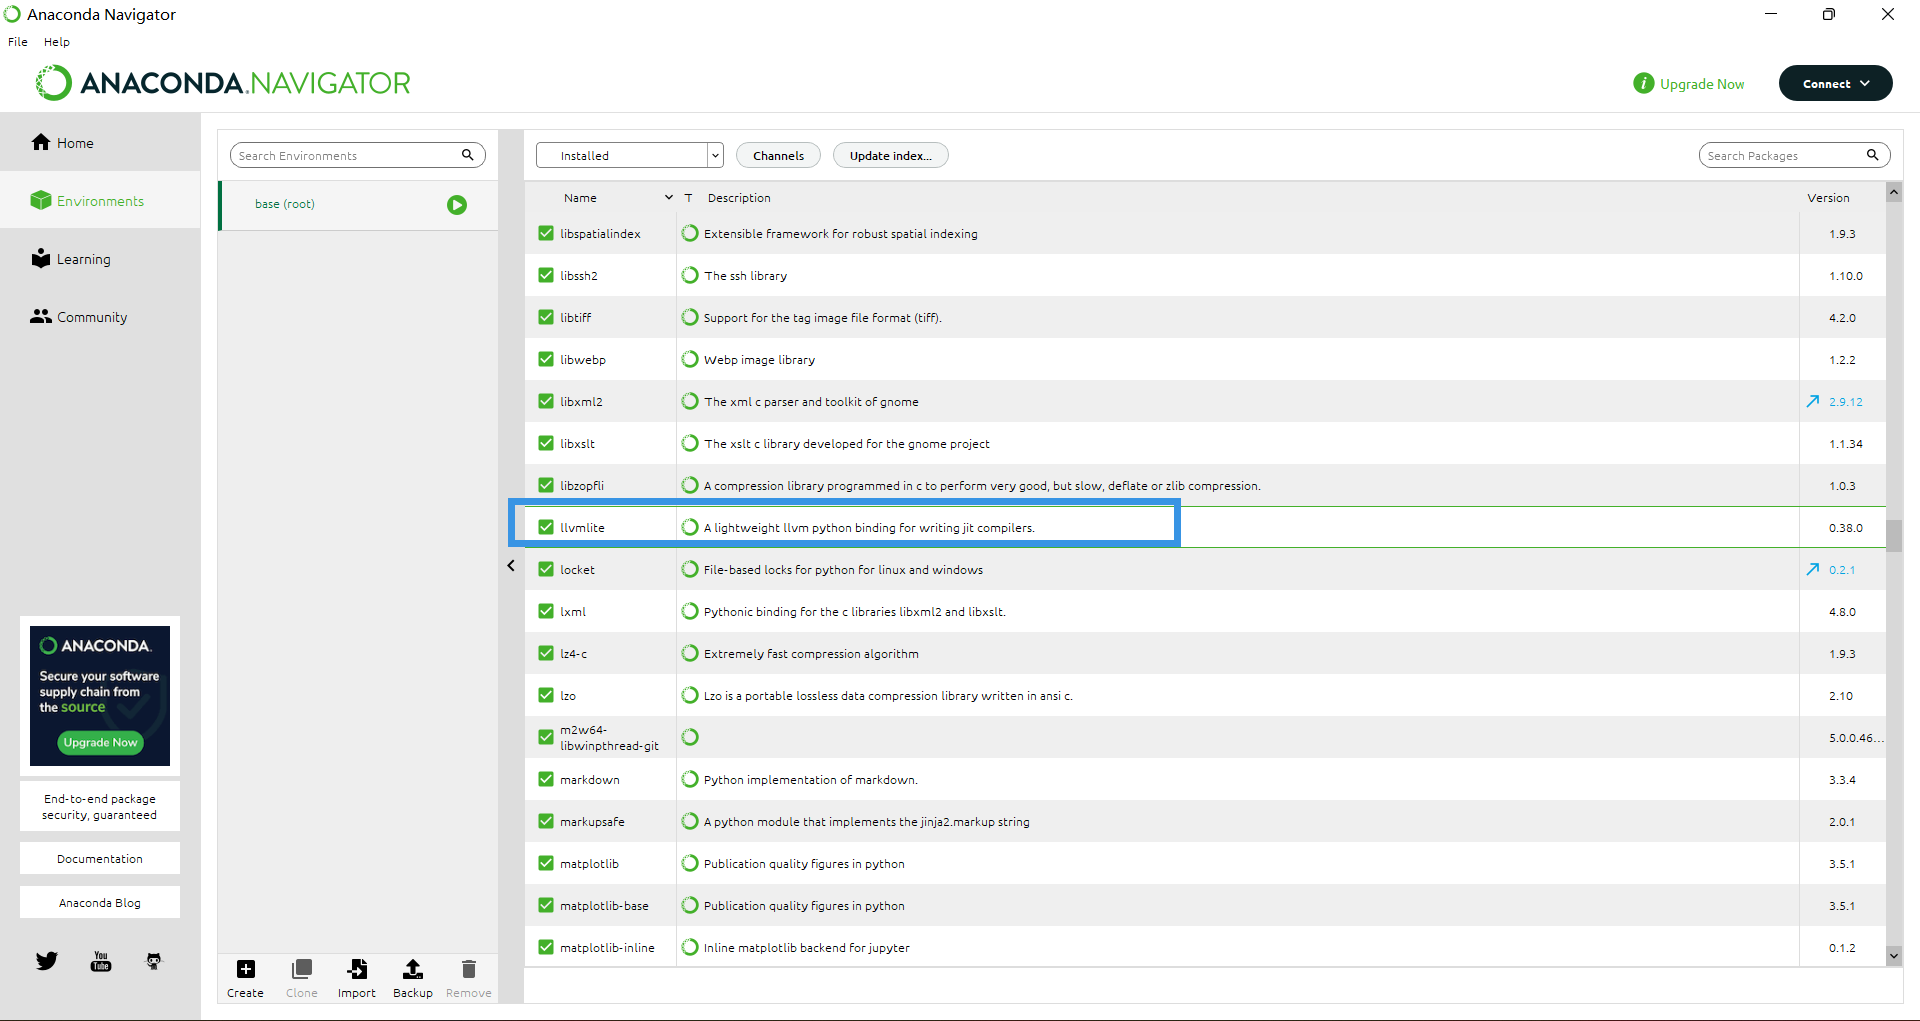 Anaconda Navigator
File Help
ANACONDA.NAVIGATOR
i Upgrade Now Connect
Home
Environments
Learning
Community
ANACONDA.
Secure your software
supply chain from
the source
Upgrade Now
End-to-end package
security, guaranteed
Documentation
Anaconda Blog
You
Tube
Search Environments
base (root)
Create Clone Import Backup Remove
Installed Channels Update index... Search Packages
Name T Description Version
libspatialindex Extensible framework for robust spatial indexing 1.9.3
libssh2 The ssh library 1.10.0
libtiff Support for the tag image file format (tiff). 4.2.0
libwebp Webp image library 1.2.2
libxml2 The xml c parser and toolkit of gnome 2.9.12
libxslt The xslt c library developed for the gnome project 1.1.34
libzopfli A compression library programmed in c to perform very good, but slow, deflate or zlib compression. 1.0.3
llvmlite A lightweight llvm python binding for writing jit compilers. 0.38.0
locket File-based locks for python for linux and windows 0.2.1
lxml Pythonic binding for the c libraries libxml2 and libxslt. 4.8.0
lz4-c Extremely fast compression algorithm 1.9.3
lzo Lzo is a portable lossless data compression library written in ansi c. 2.10
m2w64-
libwinpthread-git 5.0.0.46...
markdown Python implementation of markdown. 3.3.4
markupsafe A python module that implements the jinja2.markup string 2.0.1
matplotlib Publication quality figures in python 3.5.1
matplotlib-base Publication quality figures in python 3.5.1
matplotlib-inline Inline matplotlib backend for jupyter 0.1.2